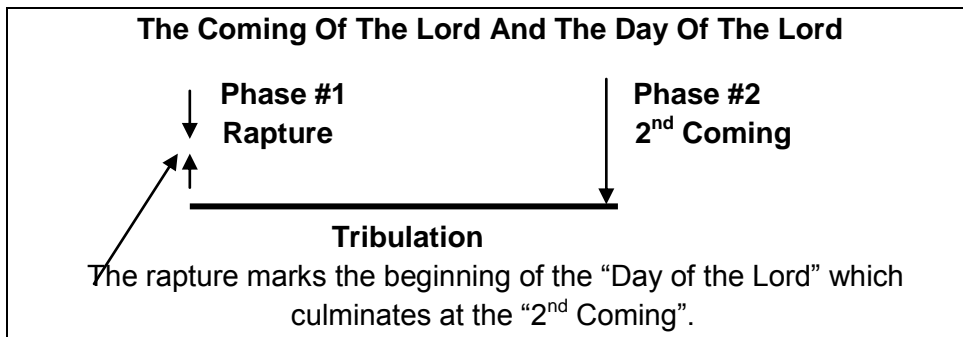 The Coming Of The Lord And The Day Of The Lord
Phase #1
Rapture
Phase #2
2nd Coming
Tribulation
The rapture marks the beginning of the “Day of the Lord” which
culminates at the “2nd Coming”.